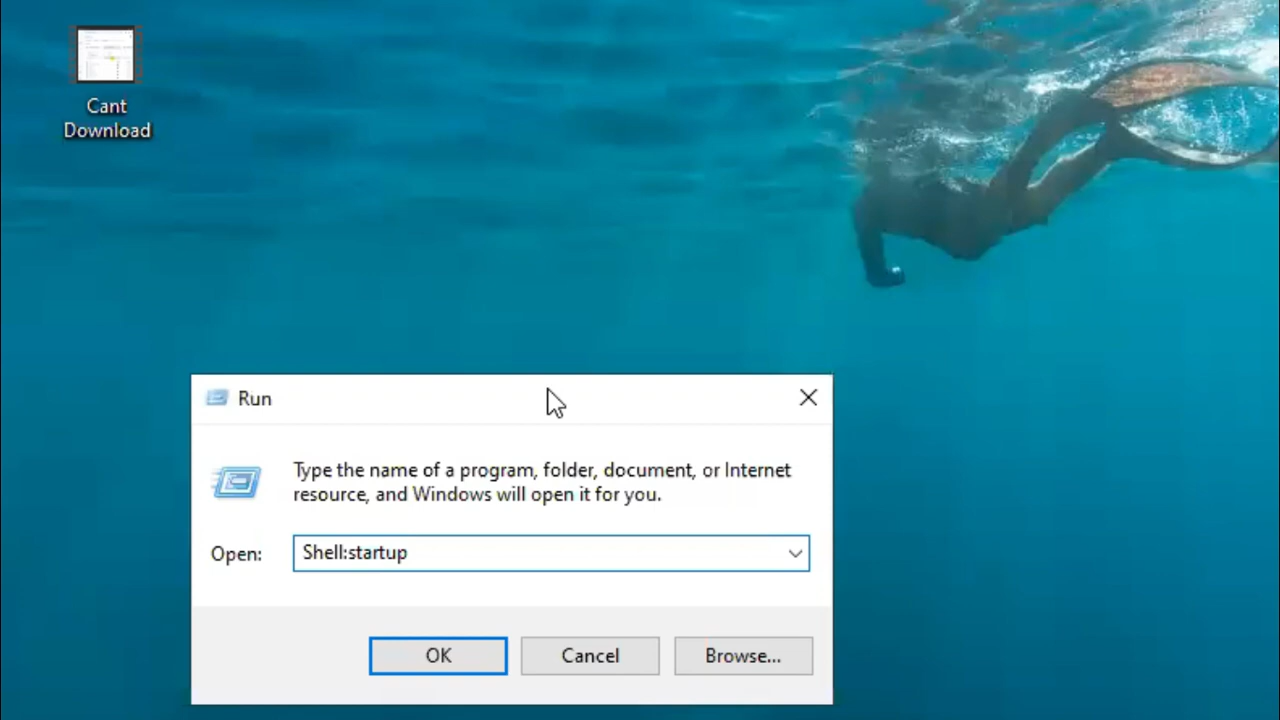 Cant
Download
Run
Type the name of a program, folder, document, or Internet
resource, and Windows will open it for you.
Open:
Shell:startup
OK
Cancel
Browse...